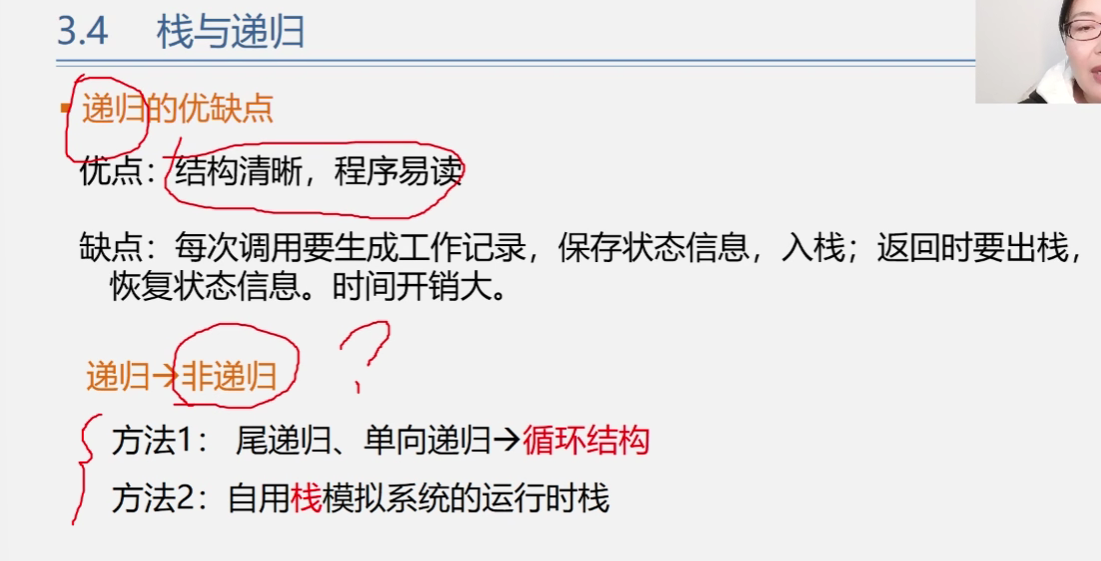 3.4 栈与递归
递归的优缺点
优点：结构清晰，程序易读
缺点：每次调用要生成工作记录，保存状态信息，入栈；返回时要出栈，
恢复状态信息。时间开销大。
递归→非递归 ?
方法1： 尾递归、单向递归→循环结构
方法2：自用栈模拟系统的运行时栈